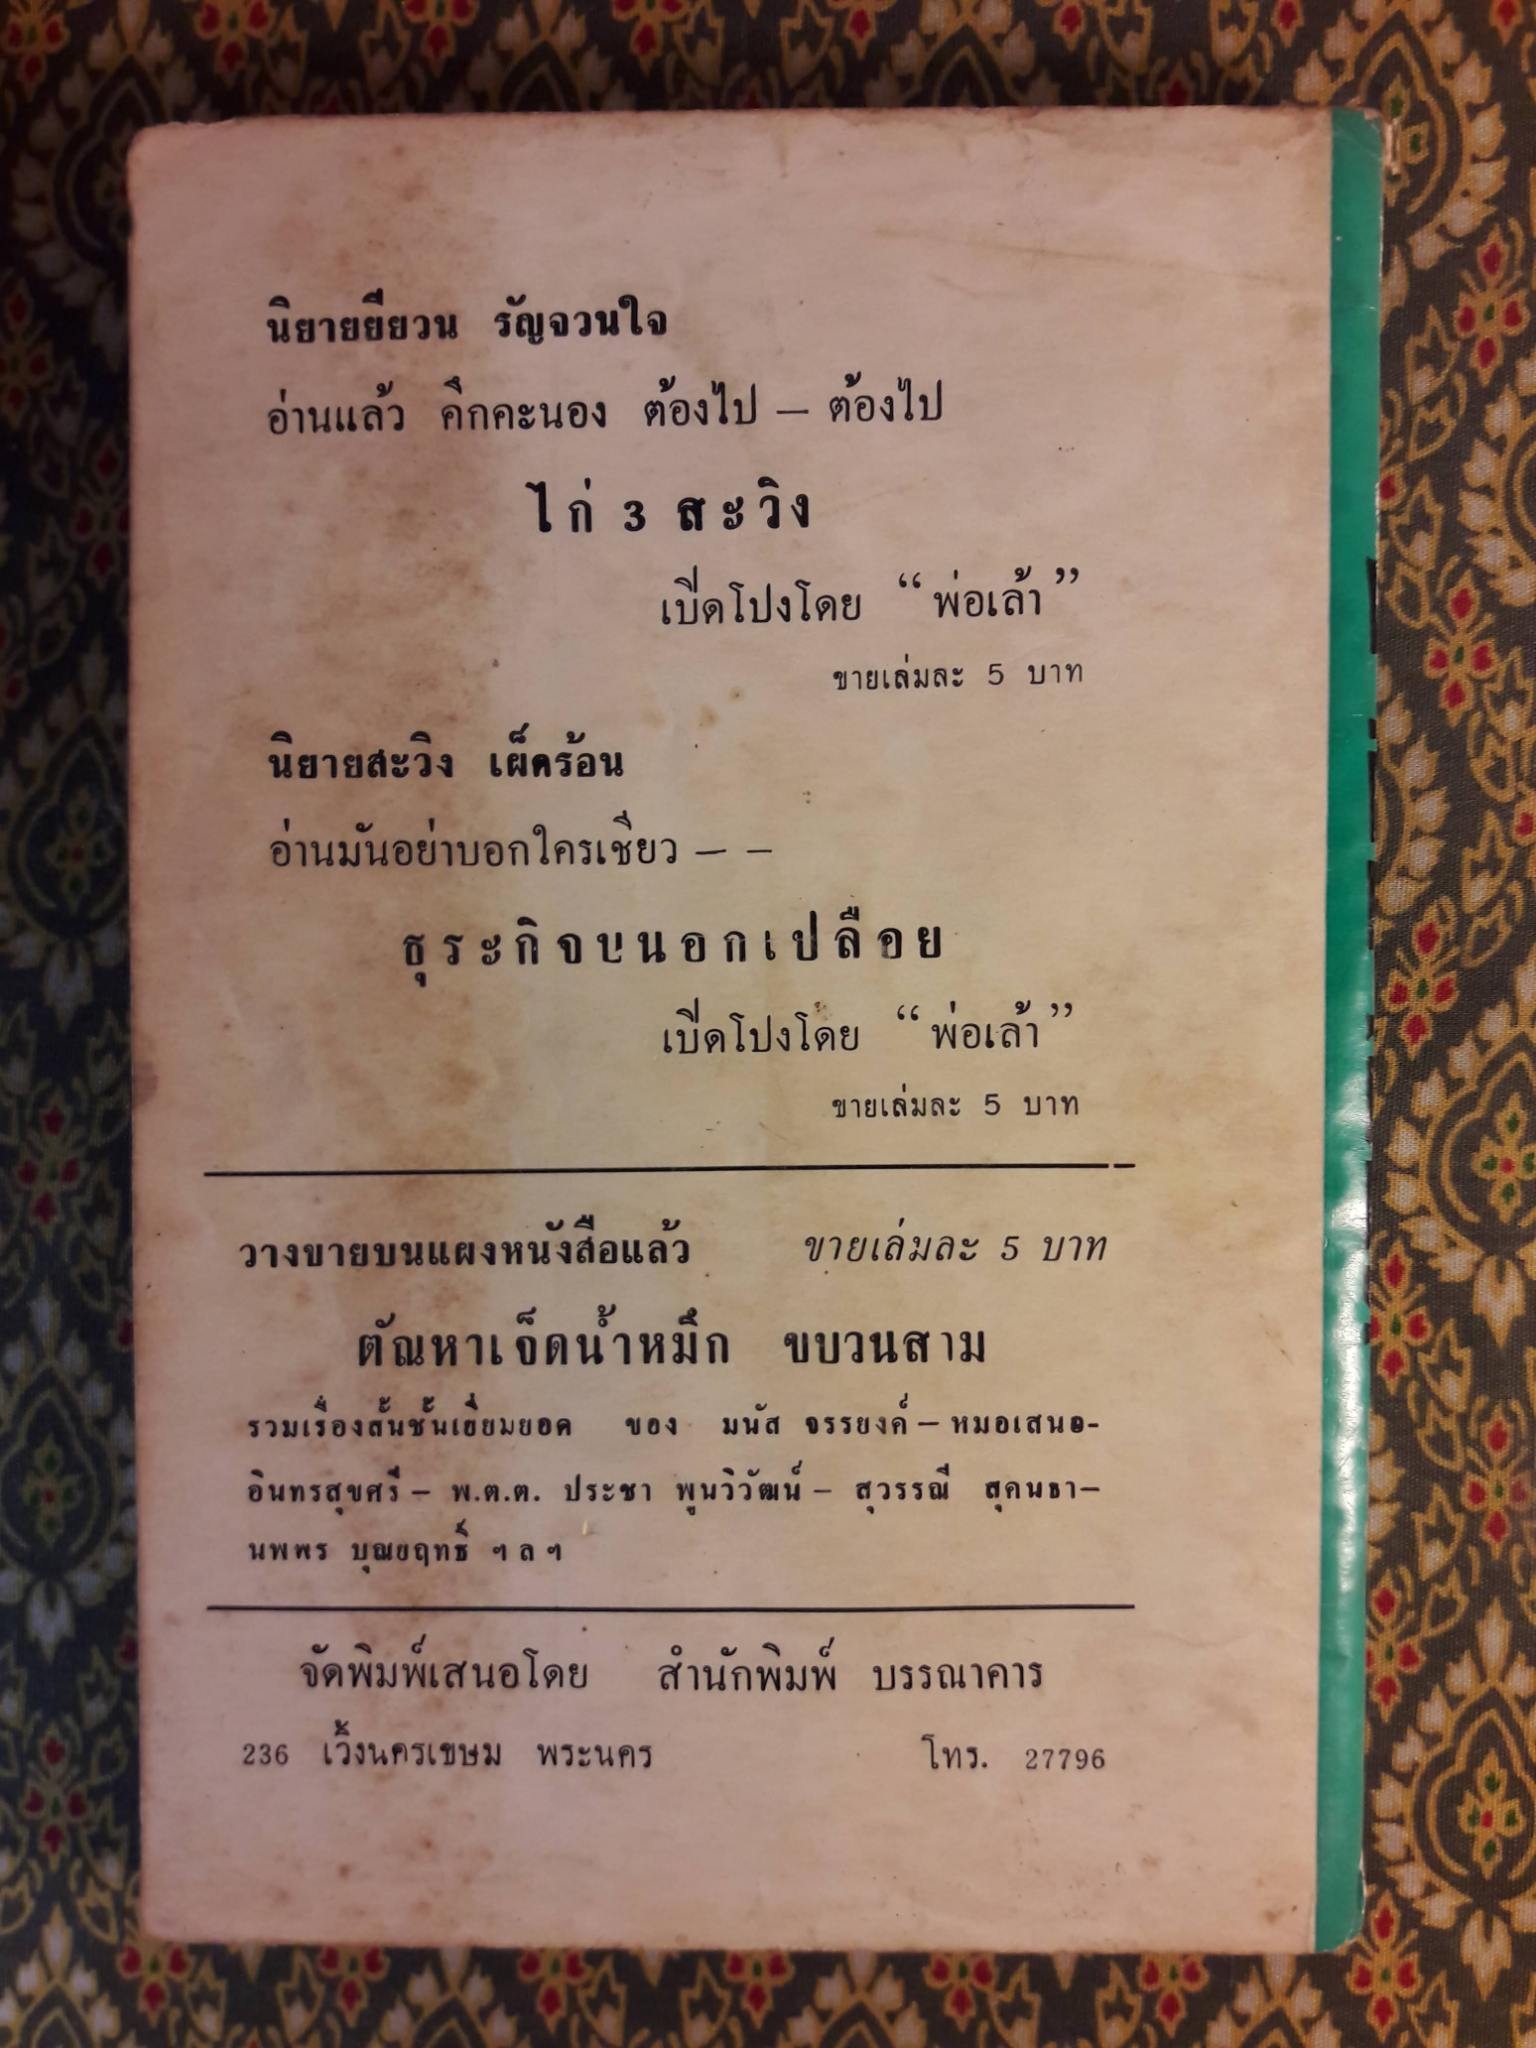 นิยายยียวน รัญจวนใจ
อ่านแล้ว คึกคะนอง ต้องไป — ต้องไป
ไก่ 3 สะวิง
เบ่ีดโปงโดย “พ่อเล้า”
ขายเล่มละ 5 บาท
นิยายสะวิง เผ็ดร้อน
อ่านมันอย่าบอกใครเชียว — —
ธุระกิจบนอกเปลือย
เบ่ีดโปงโดย “พ่อเล้า”
ขายเล่มละ 5 บาท
วางขายบนแผงหนังสือแล้ว ขายเล่มละ 5 บาท
ตัณหาเจ็ดน้ำหมึก ขบวนสาม
รวมเรื่องสั้นชั้นเยี่ยมยอด ของ มนัส จรรยงค์ — หมอเสนอ-
อินทรสุขศรี — พ.ต.ต. ประชา พูนวิวัฒน์ — สุวรรณี สุคนธา —
นพพร บุณยฤทธิ์ ฯลฯ
จัดพิมพ์เสนอโดย สำนักพิมพ์ บรรณาคาร
236 เวิ้งนครเขษม พระนคร โทร. 27796